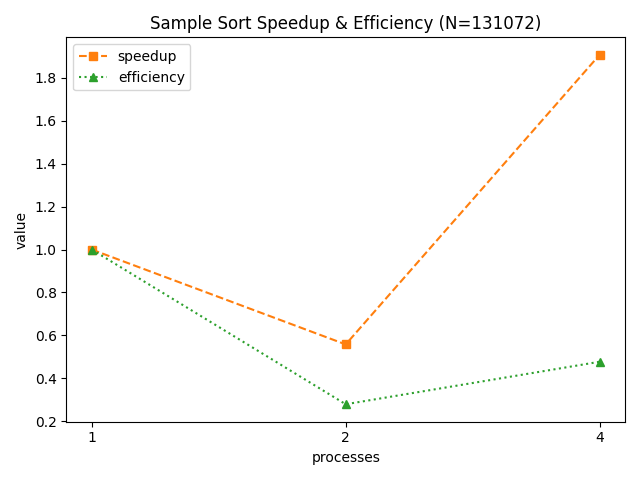 Sample Sort Speedup & Efficiency (N=131072)
speedup
efficiency
value
1.8
1.6
1.4
1.2
1.0
0.8
0.6
0.4
0.2
1 2 4
processes